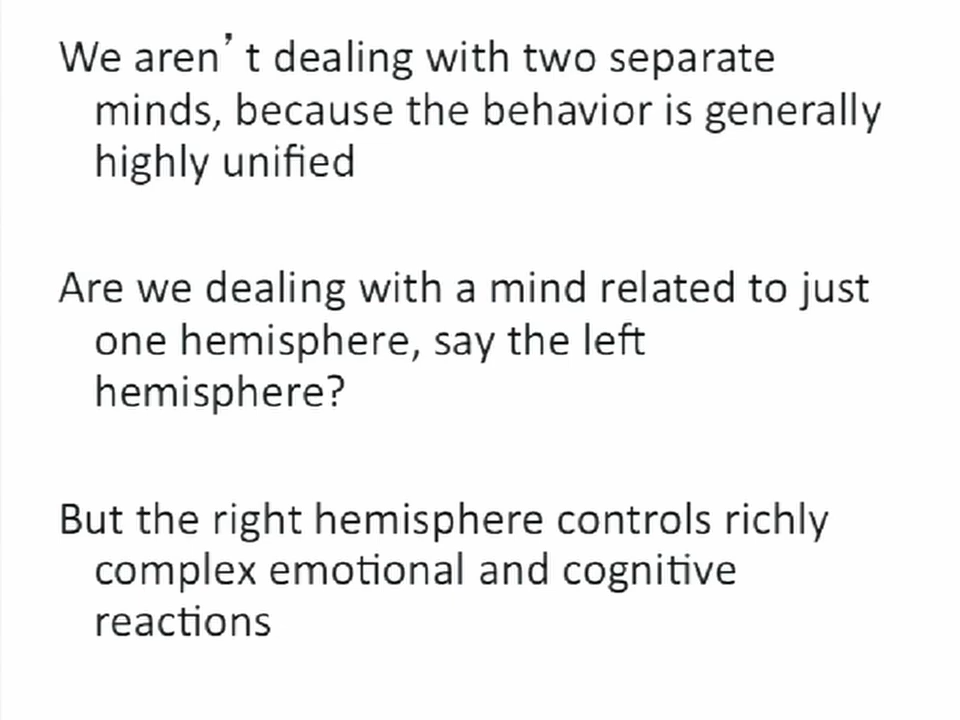 We aren’t dealing with two separate
minds, because the behavior is generally
highly unified
Are we dealing with a mind related to just
one hemisphere, say the left
hemisphere?
But the right hemisphere controls richly
complex emotional and cognitive
reactions